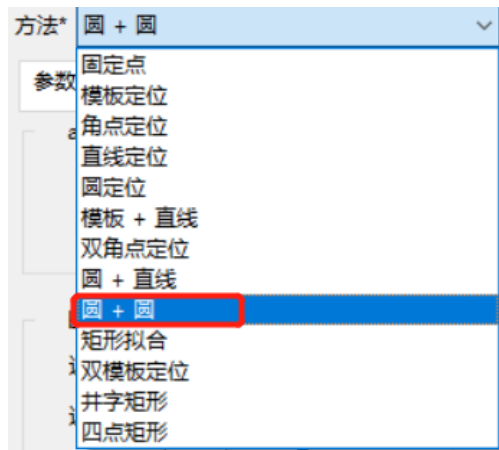 方法* 圆 + 圆
参数
固定点
模板定位
角点定位
直线定位
圆定位
模板 + 直线
双角点定位
圆 + 直线
圆 + 圆
矩形拟合
双模板定位
井字矩形
四点矩形